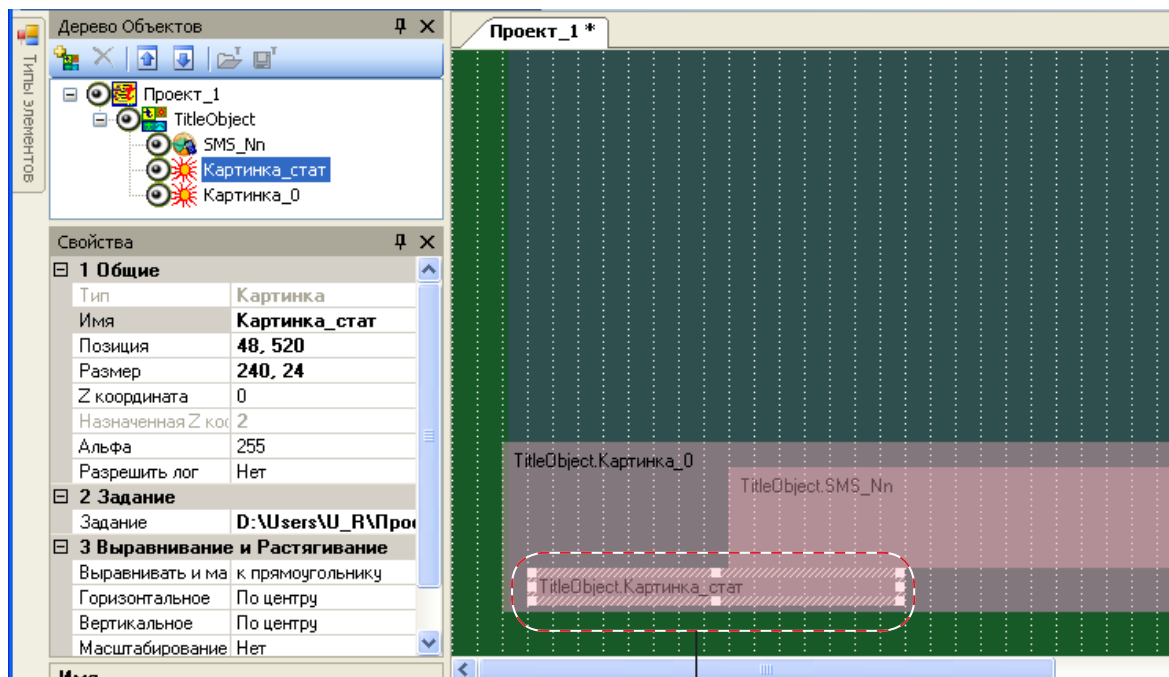 Дерево Объектов
Проект_1 *
Типы элементов
Проект_1
TitleObject
SMS_Nn
Картинка_стат
Картинка_0
Свойства
1 Общие
Тип Картинка
Имя Картинка_стат
Позиция 48, 520
Размер 240, 24
Z координата 0
Назначенная Z коо 2
Альфа 255
Разрешить лог Нет
2 Задание
Задание D:\Users\U_R\Про
3 Выравнивание и Растягивание
Выравнивать и ма к прямоугольнику
Горизонтальное По центру
Вертикальное По центру
Масштабирование Нет
Имя
TitleObject.Картинка_0
TitleObject.SMS_Nn
TitleObject.Картинка_стат